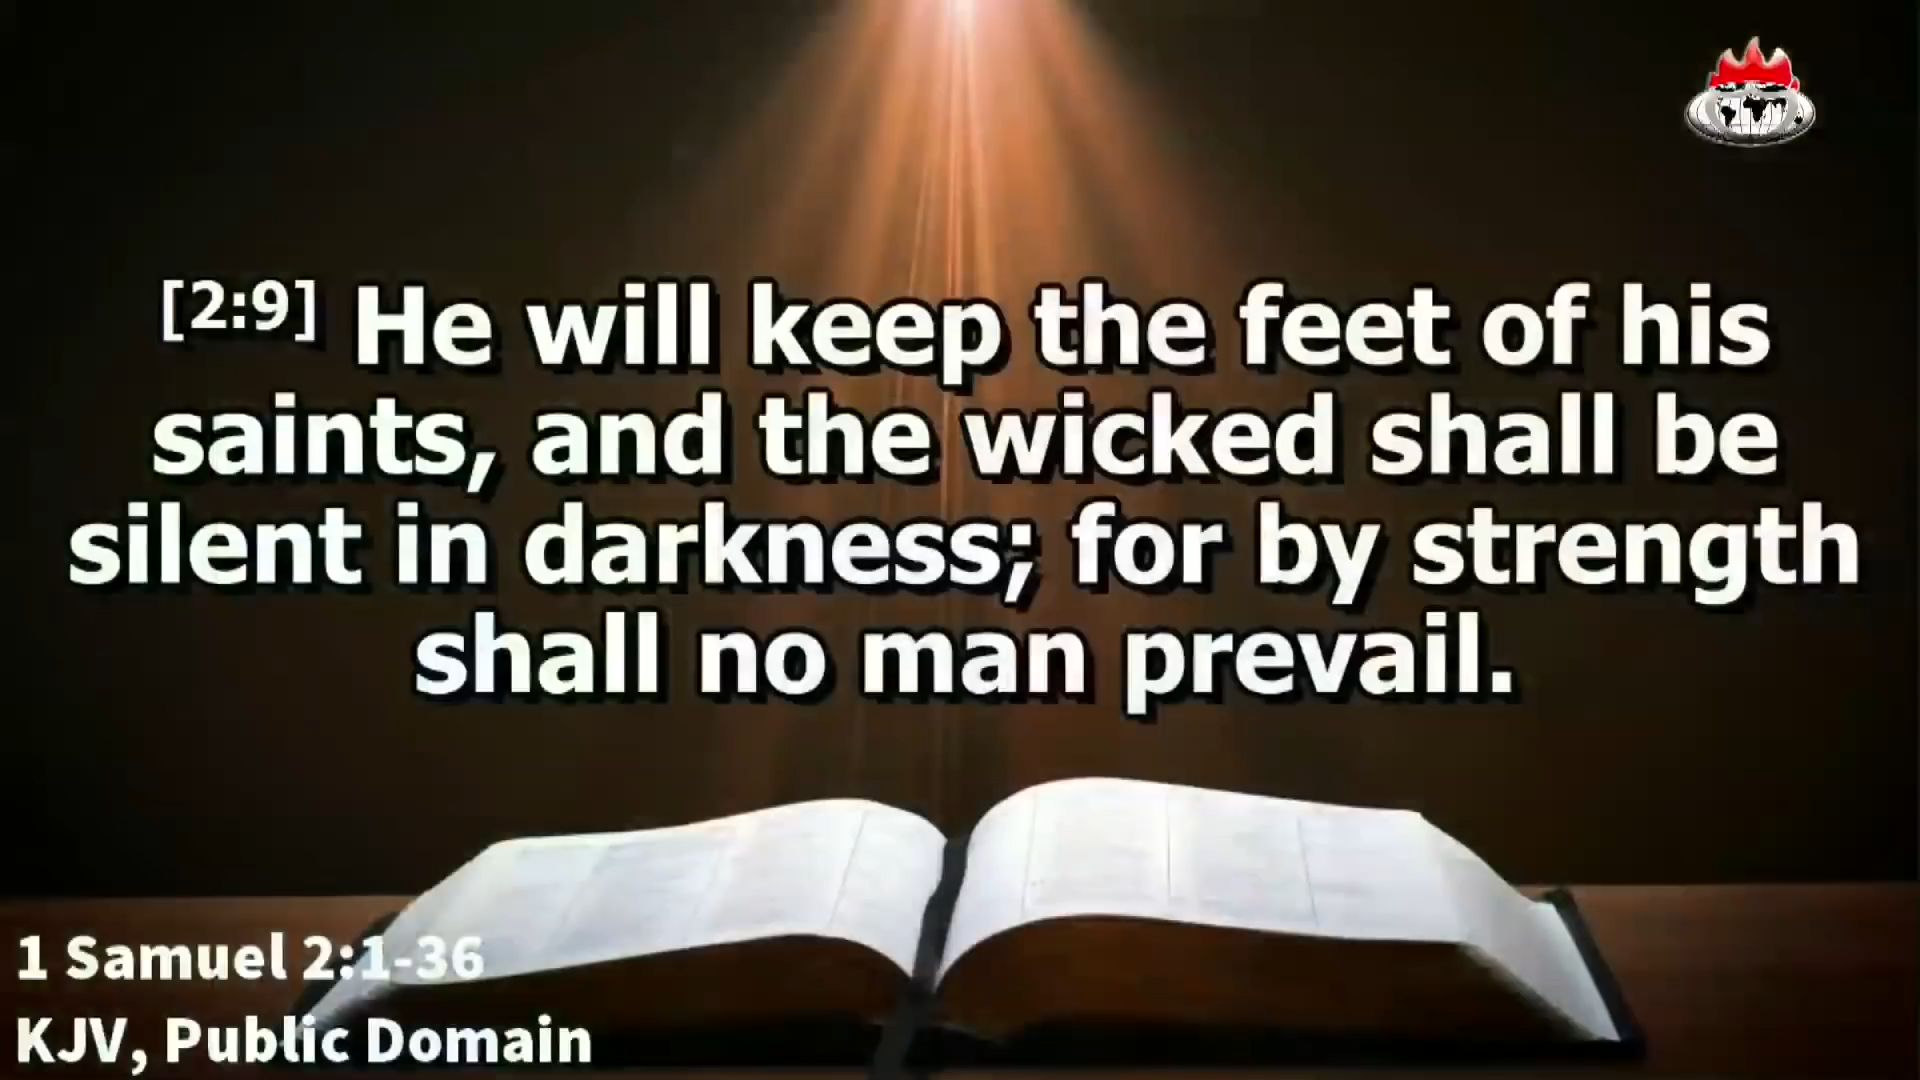 [2:9] He will keep the feet of his
saints, and the wicked shall be
silent in darkness; for by strength
shall no man prevail.
1 Samuel 2:1-36
KJV, Public Domain